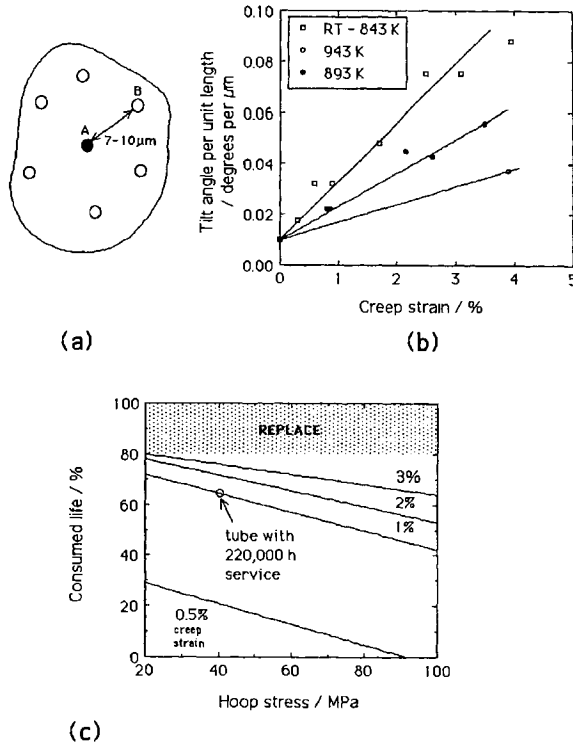 A
B
7-10µm
(a)
Tilt angle per unit length
/ degrees per µm
0.10
0.08
0.06
0.04
0.02
0.00
RT - 843 K
943 K
893 K
0 1 2 3 4 5
Creep strain / %
(b)
Consumed life / %
100
80
60
40
20
0
REPLACE
3%
2%
1%
tube with
220,000 h
service
0.5%
creep
strain
20 40 60 80 100
Hoop stress / MPa
(c)